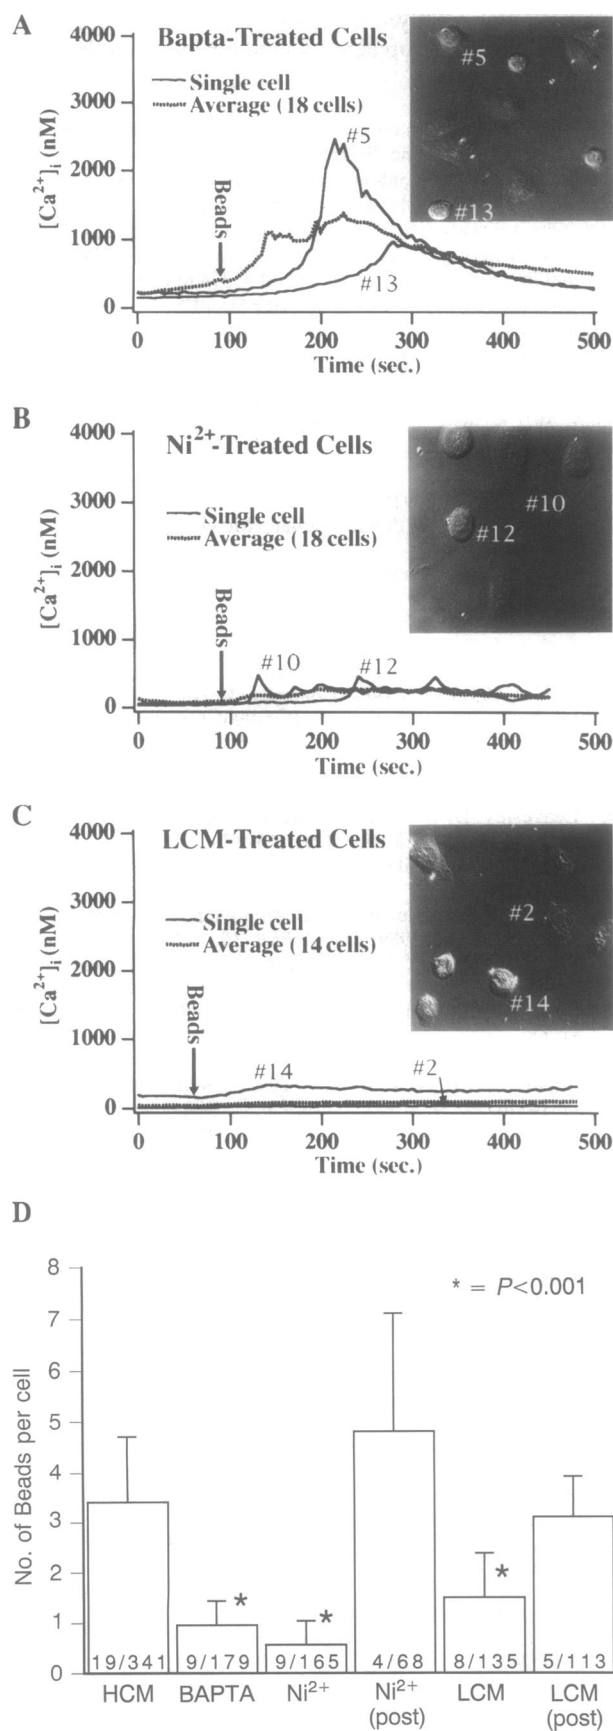 A
Bapta-Treated Cells
Single cell
Average (18 cells)
#5
#13
#5
#13
Beads
[Ca²⁺]ᵢ (nM)
4000
3000
2000
1000
0
0 100 200 300 400 500
Time (sec.)
B
Ni²⁺-Treated Cells
Single cell
Average (18 cells)
#10
#12
#10
#12
Beads
[Ca²⁺]ᵢ (nM)
4000
3000
2000
1000
0
0 100 200 300 400 500
Time (sec.)
C
LCM-Treated Cells
Single cell
Average (14 cells)
#2
#14
#14
#2
Beads
[Ca²⁺]ᵢ (nM)
4000
3000
2000
1000
0
0 100 200 300 400 500
Time (sec.)
D
* = P<0.001
No. of Beads per cell
8
7
6
5
4
3
2
1
0
* * *
19/341 9/179 9/165 4/68 8/135 5/113
HCM BAPTA Ni²⁺ Ni²⁺ (post) LCM LCM (post)